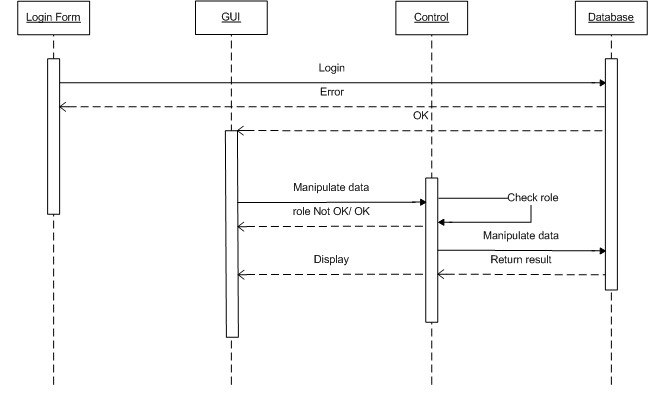 Login Form
GUI
Control
Database
Login
Error
OK
Manipulate data
Check role
role Not OK/ OK
Manipulate data
Display
Return result